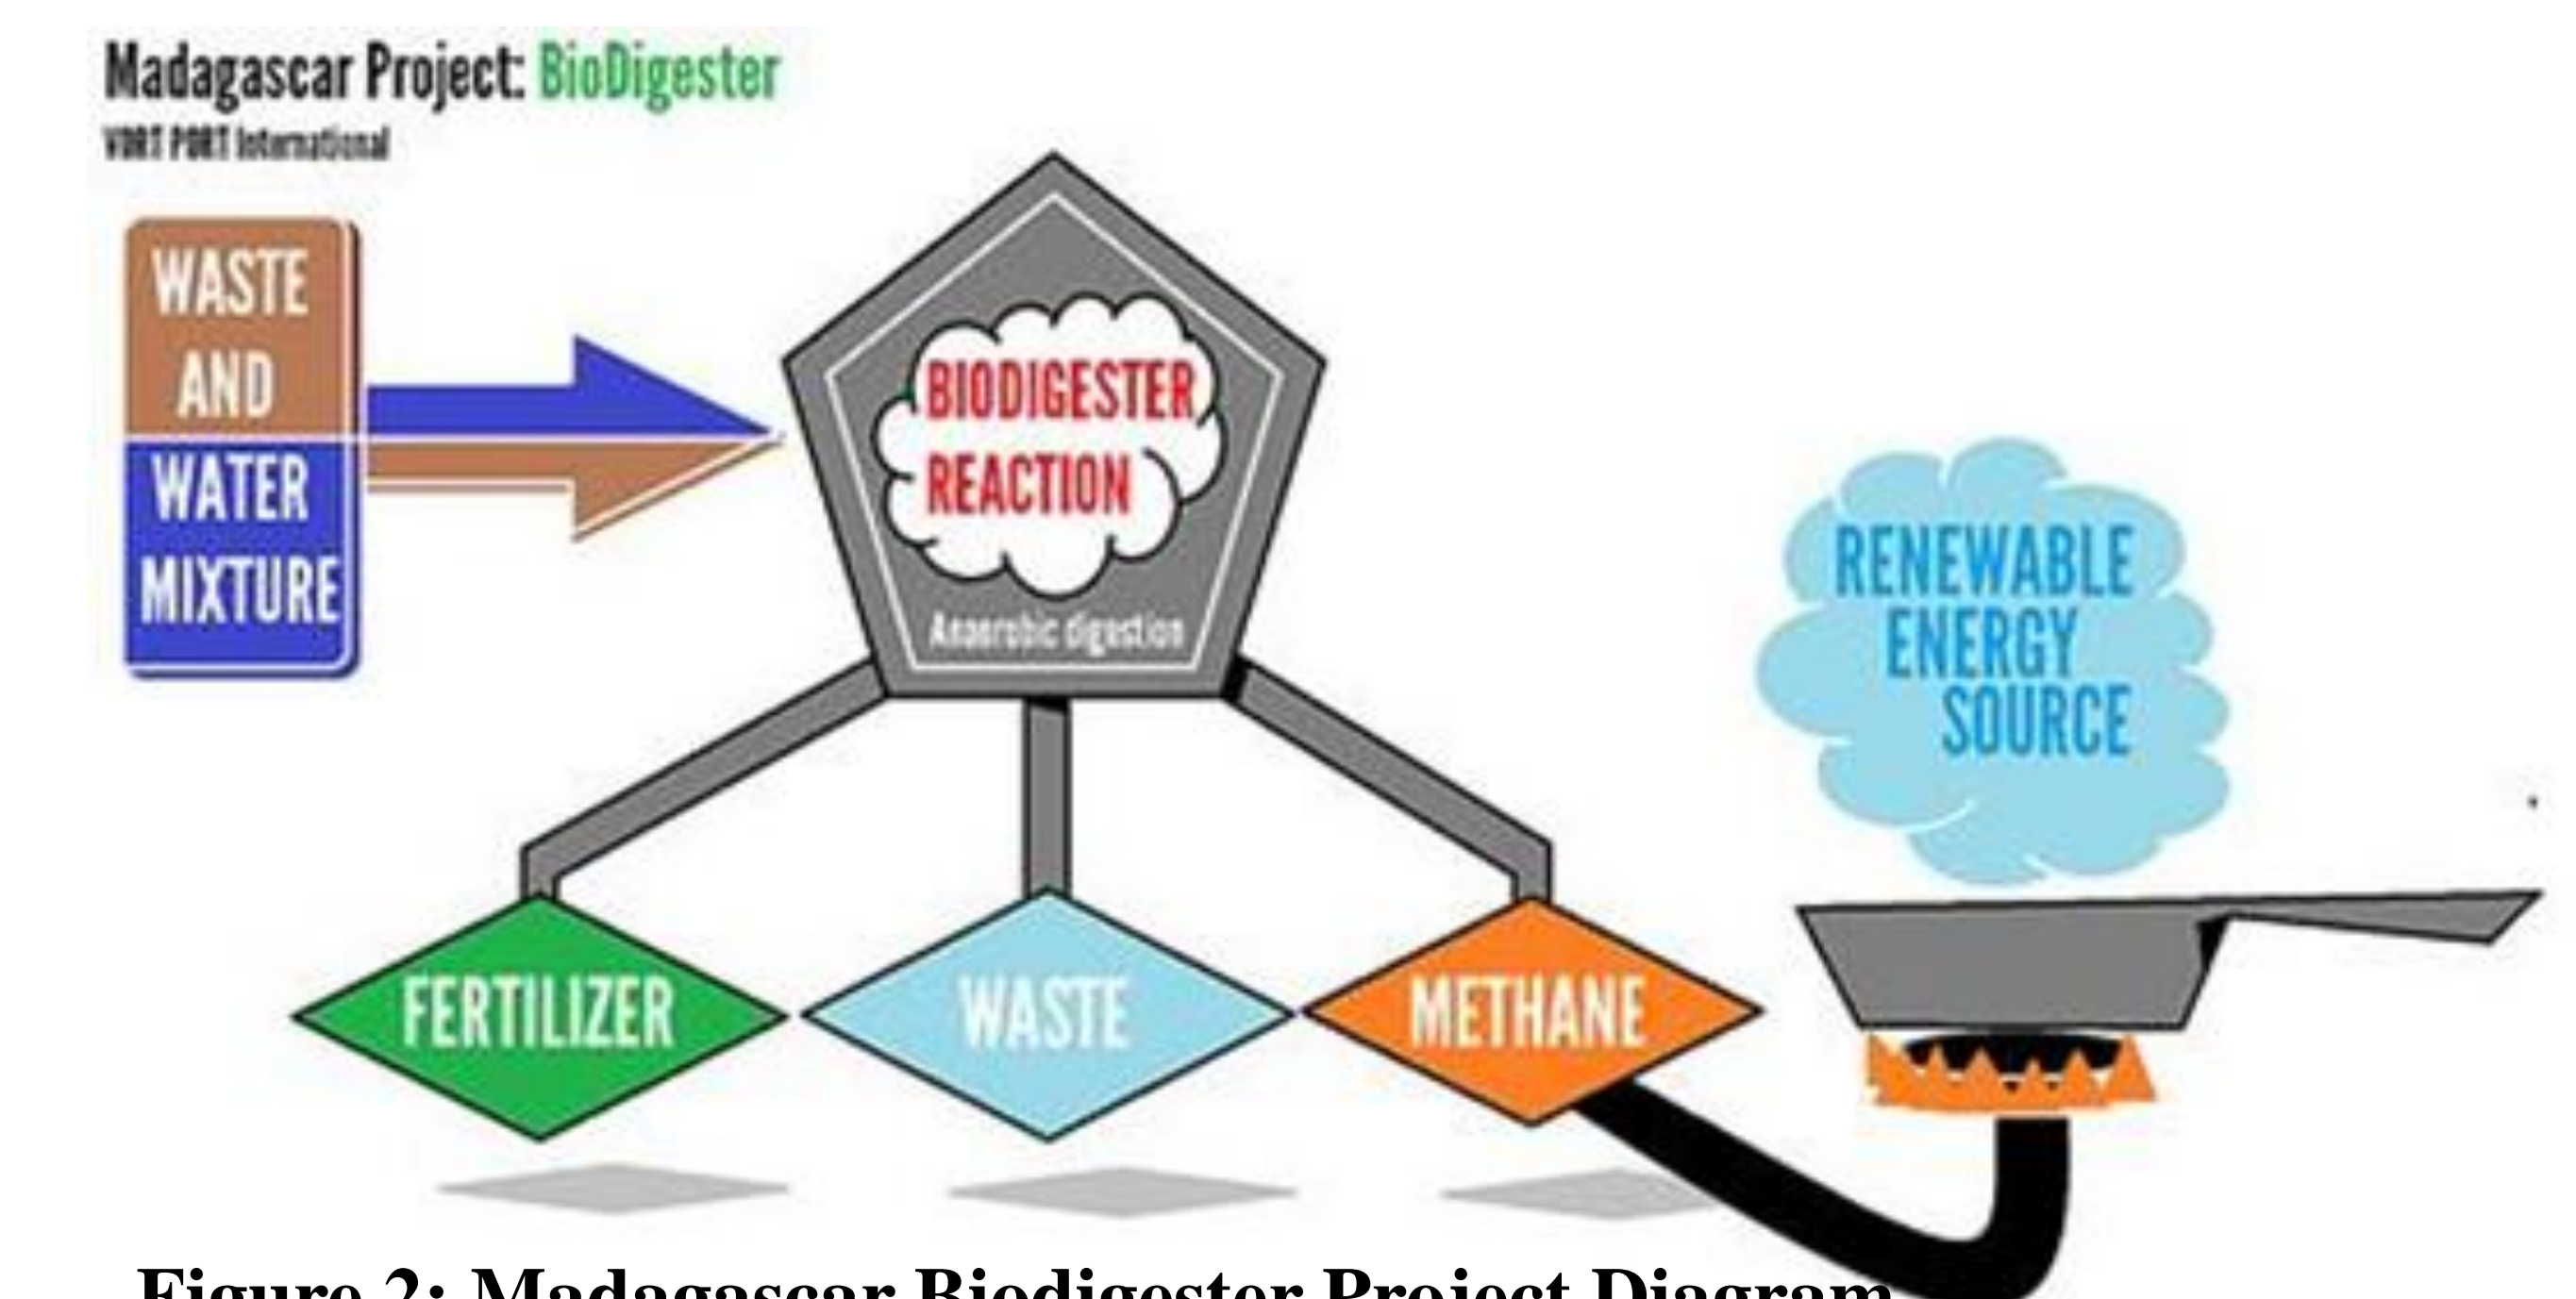 Madagascar Project: BioDigester
VORT PORT International
WASTE
AND
WATER
MIXTURE
BIODIGESTER
REACTION
Anaerobic digestion
RENEWABLE
ENERGY
SOURCE
FERTILIZER
WASTE
METHANE
Figure 2: Madagascar Biodigester Project Diagram